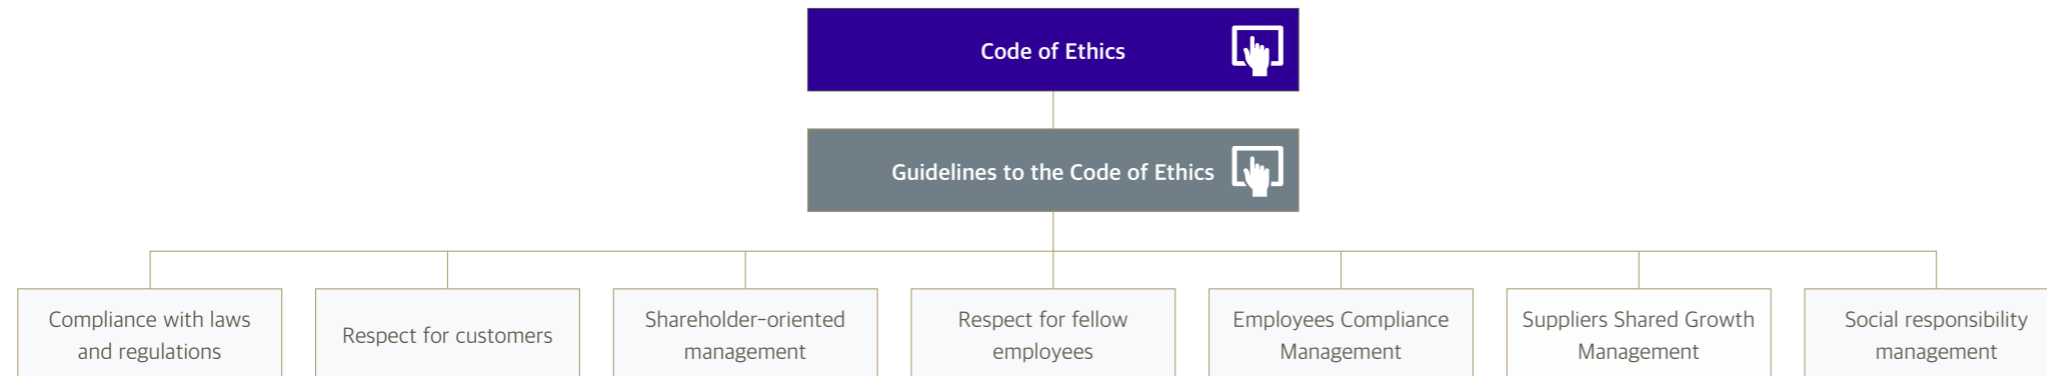 Code of Ethics
Guidelines to the Code of Ethics
Compliance with laws
and regulations
Respect for customers
Shareholder-oriented
management
Respect for fellow
employees
Employees Compliance
Management
Suppliers Shared Growth
Management
Social responsibility
management